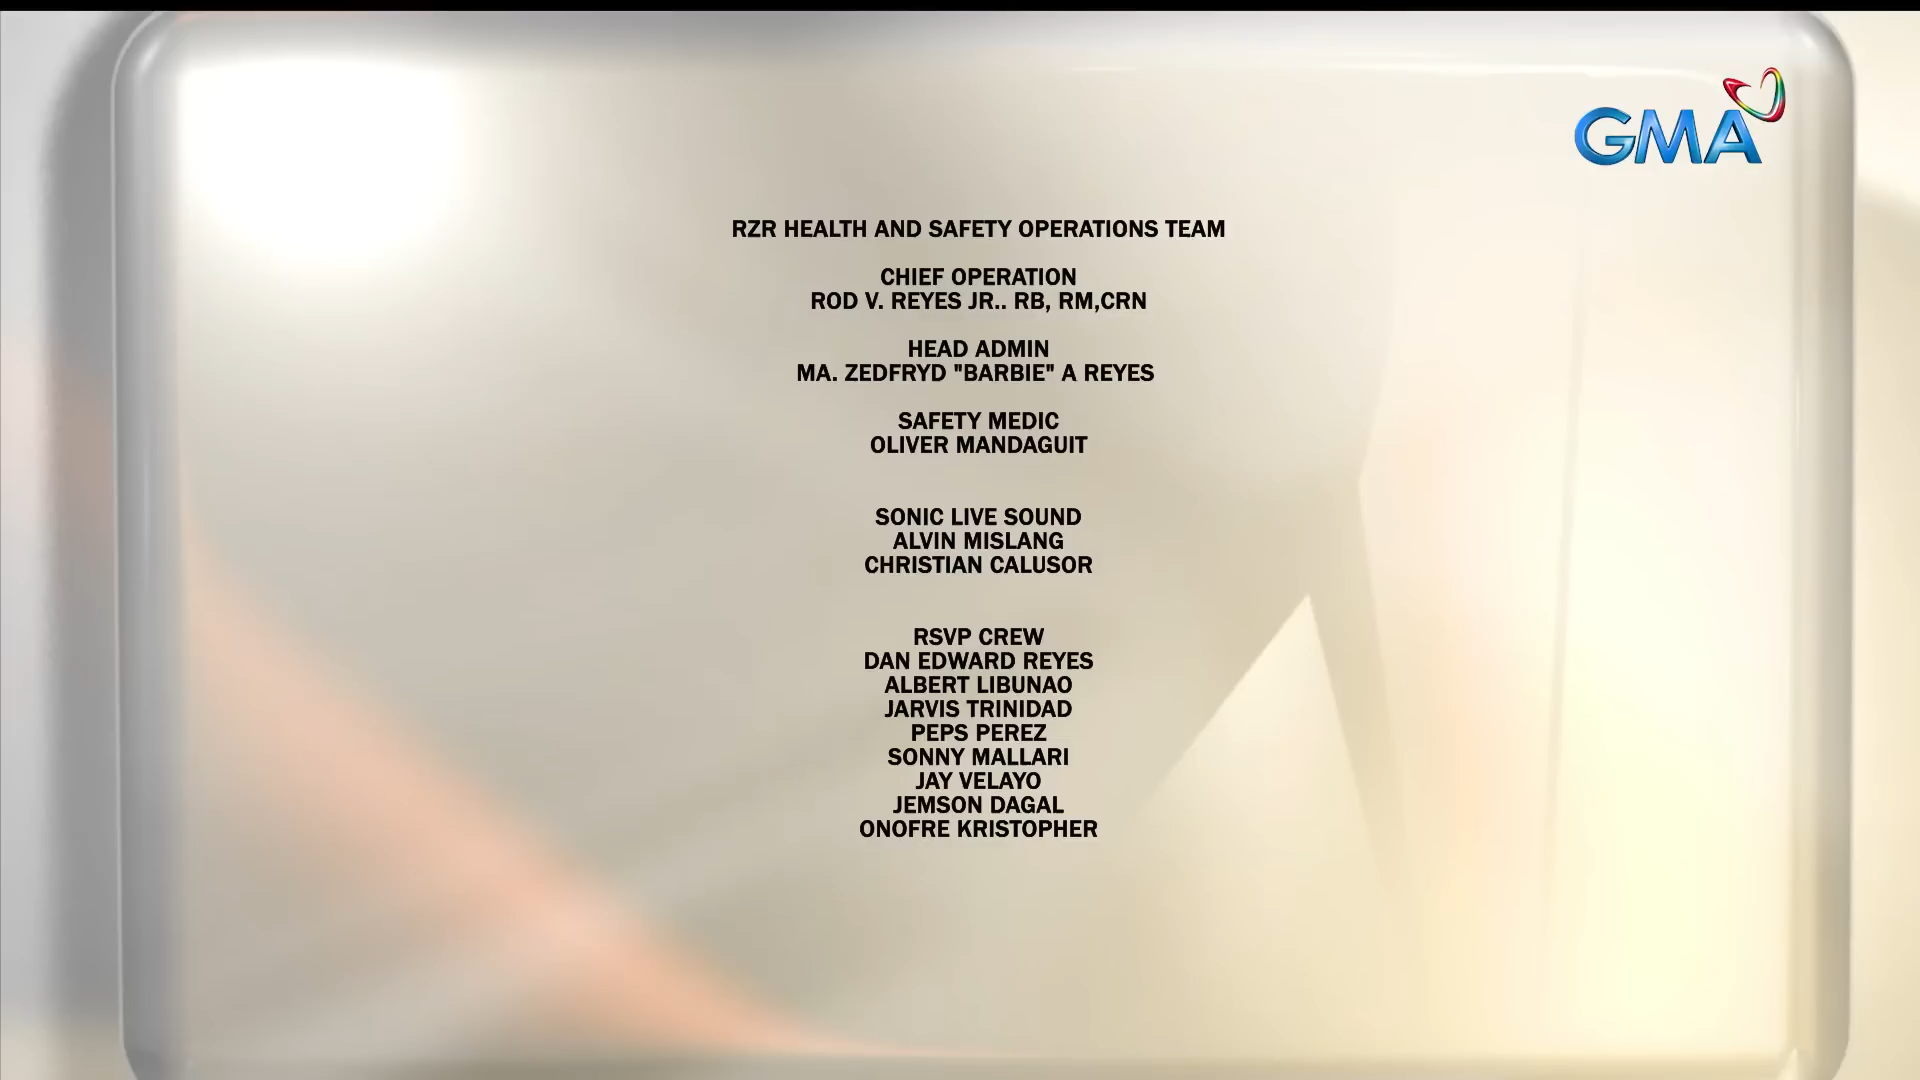 GMA
RZR HEALTH AND SAFETY OPERATIONS TEAM
CHIEF OPERATION
ROD V. REYES JR.. RB, RM,CRN
HEAD ADMIN
MA. ZEDFRYD "BARBIE" A REYES
SAFETY MEDIC
OLIVER MANDAGUIT
SONIC LIVE SOUND
ALVIN MISLANG
CHRISTIAN CALUSOR
RSVP CREW
DAN EDWARD REYES
ALBERT LIBUNAO
JARVIS TRINIDAD
PEPS PEREZ
SONNY MALLARI
JAY VELAYO
JEMSON DAGAL
ONOFRE KRISTOPHER